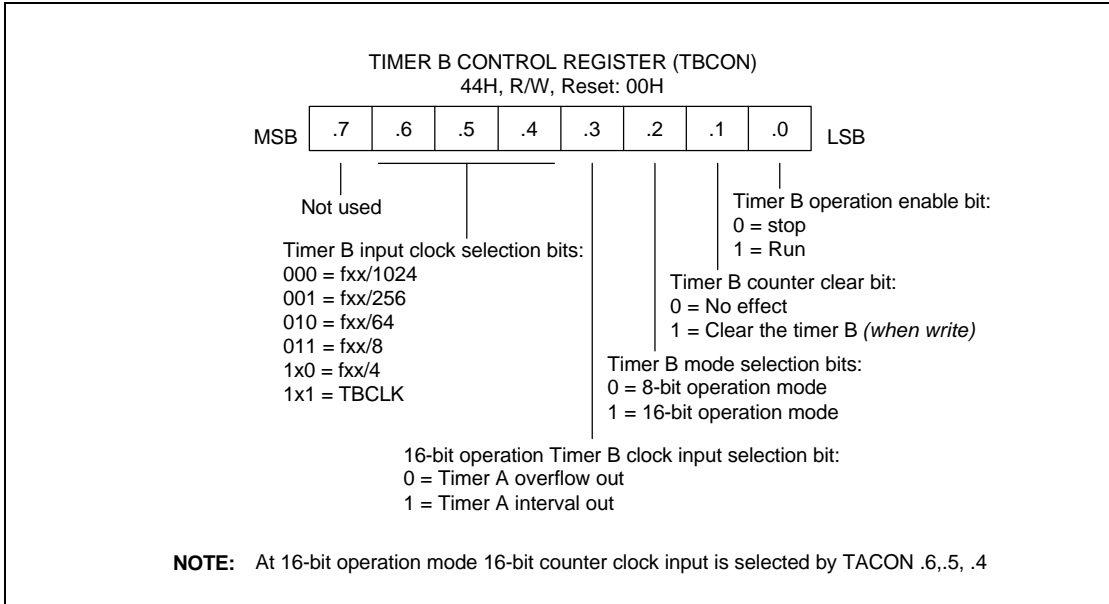 TIMER B CONTROL REGISTER (TBCON)
44H, R/W, Reset: 00H
MSB .7 .6 .5 .4 .3 .2 .1 .0 LSB
Not used
Timer B input clock selection bits:
000 = fxx/1024
001 = fxx/256
010 = fxx/64
011 = fxx/8
1x0 = fxx/4
1x1 = TBCLK
Timer B operation enable bit:
0 = stop
1 = Run
Timer B counter clear bit:
0 = No effect
1 = Clear the timer B (when write)
Timer B mode selection bits:
0 = 8-bit operation mode
1 = 16-bit operation mode
16-bit operation Timer B clock input selection bit:
0 = Timer A overflow out
1 = Timer A interval out
NOTE: At 16-bit operation mode 16-bit counter clock input is selected by TACON .6,.5, .4